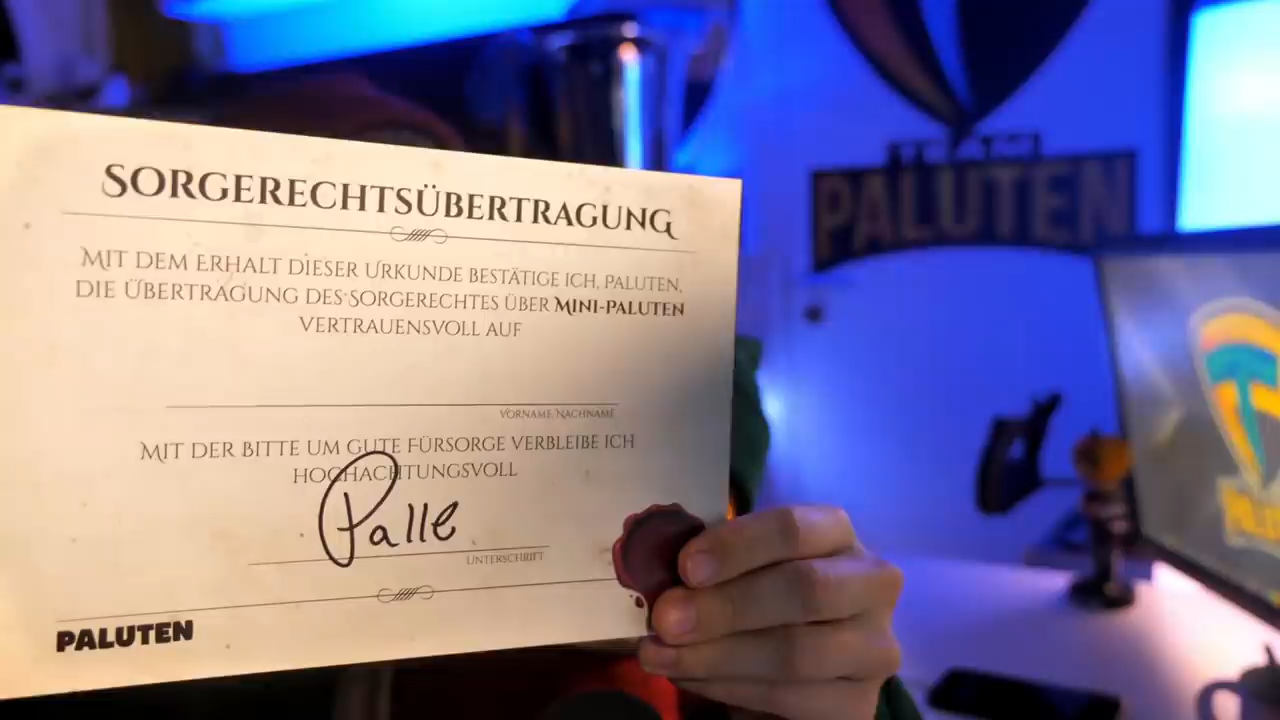 SORGERECHTSÜBERTRAGUNG
MIT DEM ERHALT DIESER URKUNDE BESTÄTIGE ICH, PALUTEN,
DIE ÜBERTRAGUNG DES SORGERECHTES ÜBER MINI-PALUTEN
VERTRAUENSVOLL AUF
VORNAME NACHNAME
MIT DER BITTE UM GUTE FÜRSORGE VERBLEIBE ICH
HOCHACHTUNGSVOLL
Palle
UNTERSCHRIFT
PALUTEN
TEAM
PALUTEN